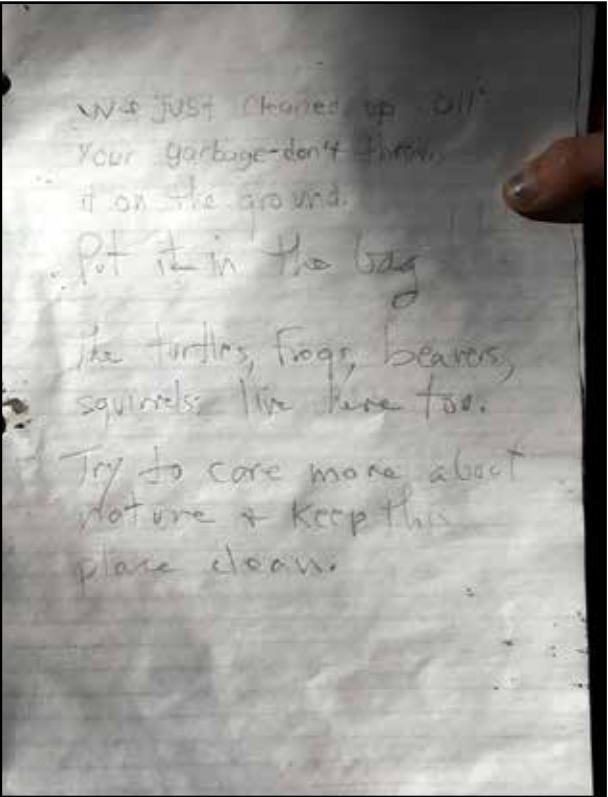 We just cleaned up all
your garbage-don't throw
it on the ground.
Put it in the bag
The turtles, frogs, beavers,
squirrels, live here too.
Try to care more about
nature + keep this
place clean.